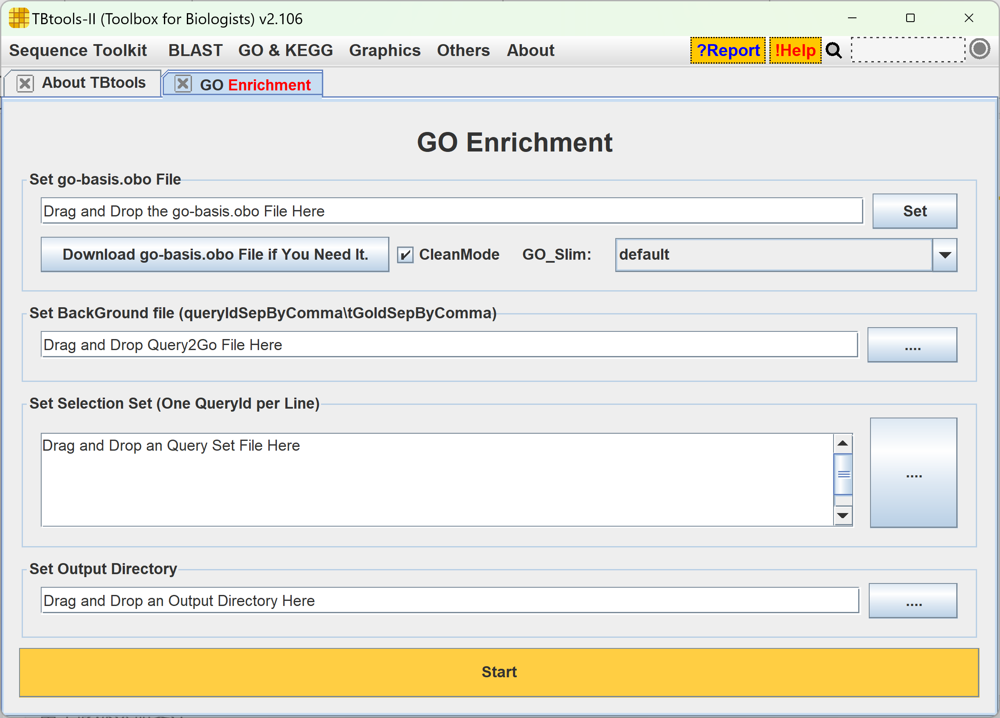 TBtools-II (Toolbox for Biologists) v2.106
Sequence Toolkit BLAST GO & KEGG Graphics Others About ?Report !Help
About TBtools GO Enrichment
GO Enrichment
Set go-basis.obo File
Drag and Drop the go-basis.obo File Here Set
Download go-basis.obo File if You Need It. CleanMode GO_Slim: default
Set BackGround file (queryIdSepByComma\tGoIdSepByComma)
Drag and Drop Query2Go File Here ....
Set Selection Set (One QueryId per Line)
Drag and Drop an Query Set File Here
....
Set Output Directory
Drag and Drop an Output Directory Here ....
Start